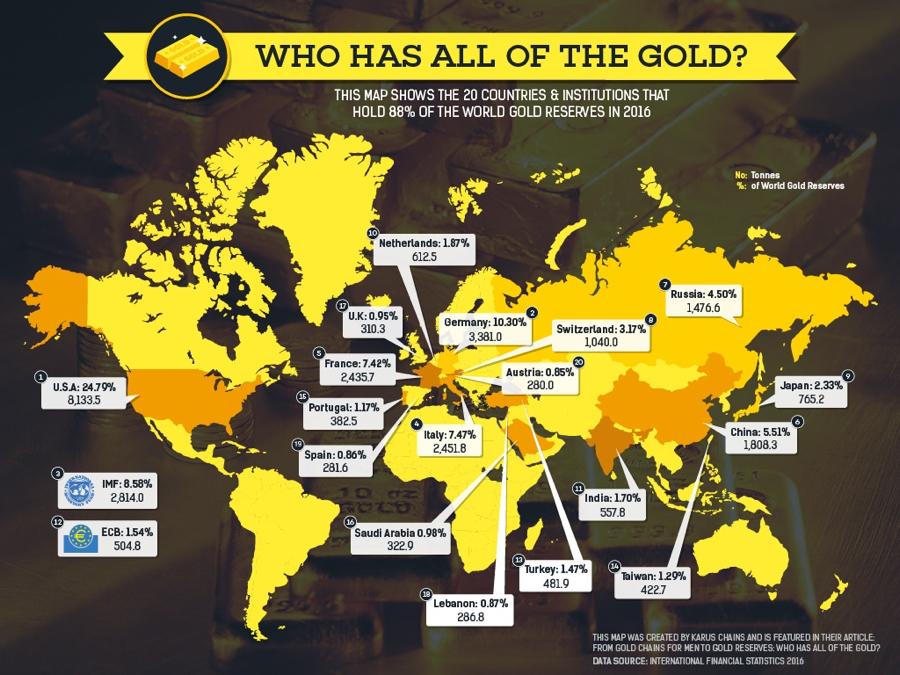 WHO HAS ALL OF THE GOLD?
THIS MAP SHOWS THE 20 COUNTRIES & INSTITUTIONS THAT
HOLD 88% OF THE WORLD GOLD RESERVES IN 2016
No: Tonnes
%: of World Gold Reserves
10
Netherlands: 1.87%
612.5
7
Russia: 4.50%
1,476.6
17
U.K: 0.95%
310.3
2
Germany: 10.30%
3,381.0
8
Switzerland: 3.17%
1,040.0
5
France: 7.42%
2,435.7
20
Austria: 0.85%
280.0
1
U.S.A: 24.79%
8,133.5
9
Japan: 2.33%
765.2
15
Portugal: 1.17%
382.5
4
Italy: 7.47%
2,451.8
6
China: 5.51%
1,808.3
19
Spain: 0.86%
281.6
3
IMF: 8.58%
2,814.0
11
India: 1.70%
557.8
12
ECB: 1.54%
504.8
16
Saudi Arabia 0.98%
322.9
13
Turkey: 1.47%
481.9
14
Taiwan: 1.29%
422.7
18
Lebanon: 0.87%
286.8
THIS MAP WAS CREATED BY KARUS CHAINS AND IS FEATURED IN THEIR ARTICLE:
FROM GOLD CHAINS FOR MEN TO GOLD RESERVES: WHO HAS ALL OF THE GOLD?
DATA SOURCE: INTERNATIONAL FINANCIAL STATISTICS 2016